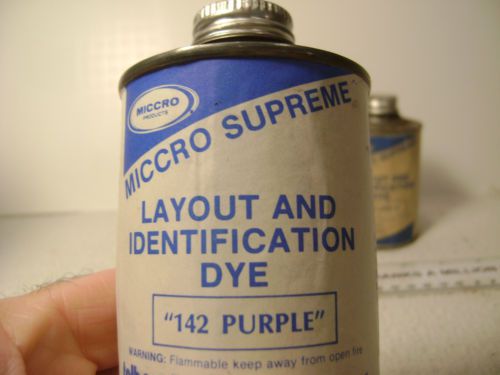 MICCRO
PRODUCTS
MICCRO SUPREME
LAYOUT AND
IDENTIFICATION
DYE
"142 PURPLE"
WARNING: Flammable keep away from open fire